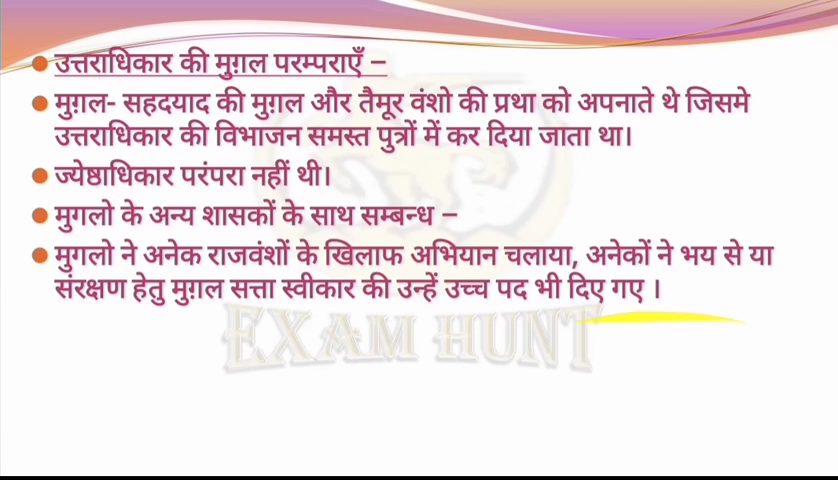 उत्तराधिकार की मुग़ल परम्पराएँ –
मुग़ल- सहदयाद की मुग़ल और तैमूर वंशो की प्रथा को अपनाते थे जिसमे
उत्तराधिकार की विभाजन समस्त पुत्रों में कर दिया जाता था।
ज्येष्ठाधिकार परंपरा नहीं थी।
मुगलो के अन्य शासकों के साथ सम्बन्ध –
मुगलो ने अनेक राजवंशों के खिलाफ अभियान चलाया, अनेकों ने भय से या
संरक्षण हेतु मुग़ल सत्ता स्वीकार की उन्हें उच्च पद भी दिए गए ।
EXAM HUNT